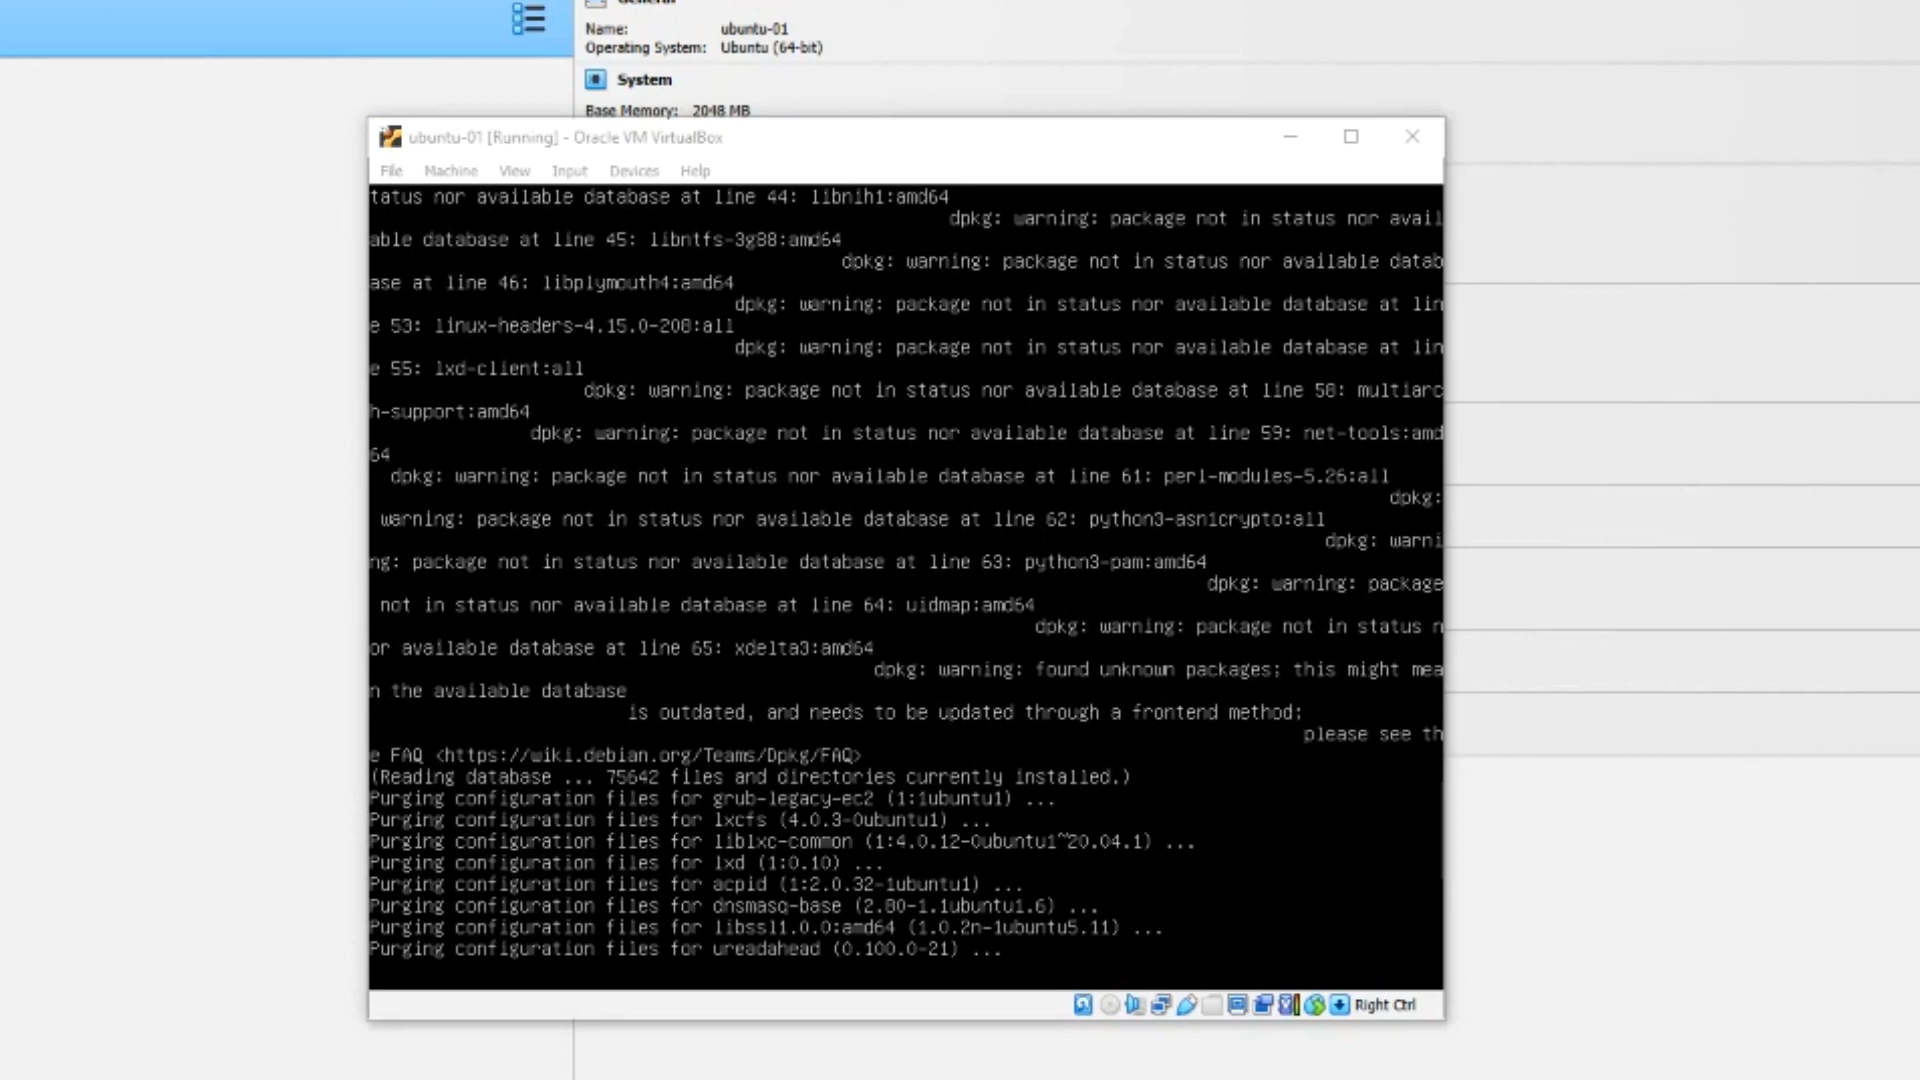 General
Name: ubuntu-01
Operating System: Ubuntu (64-bit)
System
Base Memory: 2048 MB
ubuntu-01 [Running] - Oracle VM VirtualBox
File Machine View Input Devices Help
tatus nor available database at line 44: libnih1:amd64
dpkg: warning: package not in status nor avail
able database at line 45: libntfs-3g88:amd64
dpkg: warning: package not in status nor available datab
ase at line 46: libplymouth4:amd64
dpkg: warning: package not in status nor available database at lin
e 53: linux-headers-4.15.0-208:all
dpkg: warning: package not in status nor available database at lin
e 55: lxd-client:all
dpkg: warning: package not in status nor available database at line 58: multiarc
h-support:amd64
dpkg: warning: package not in status nor available database at line 59: net-tools:amd
64
dpkg: warning: package not in status nor available database at line 61: perl-modules-5.26:all
dpkg:
warning: package not in status nor available database at line 62: python3-asn1crypto:all
dpkg: warni
ng: package not in status nor available database at line 63: python3-pam:amd64
dpkg: warning: package
not in status nor available database at line 64: uidmap:amd64
dpkg: warning: package not in status n
or available database at line 65: xdelta3:amd64
dpkg: warning: found unknown packages; this might mea
n the available database
is outdated, and needs to be updated through a frontend method;
please see th
e FAQ <https://wiki.debian.org/Teams/Dpkg/FAQ>
(Reading database ... 75642 files and directories currently installed.)
Purging configuration files for grub-legacy-ec2 (1:1ubuntu1) ...
Purging configuration files for lxcfs (4.0.3-0ubuntu1) ...
Purging configuration files for liblxc-common (1:4.0.12-0ubuntu1~20.04.1) ...
Purging configuration files for lxd (1:0.10) ...
Purging configuration files for acpid (1:2.0.32-1ubuntu1) ...
Purging configuration files for dnsmasq-base (2.80-1.1ubuntu1.6) ...
Purging configuration files for libssl1.0.0:amd64 (1.0.2n-1ubuntu5.11) ...
Purging configuration files for ureadahead (0.100.0-21) ...
Right Ctrl